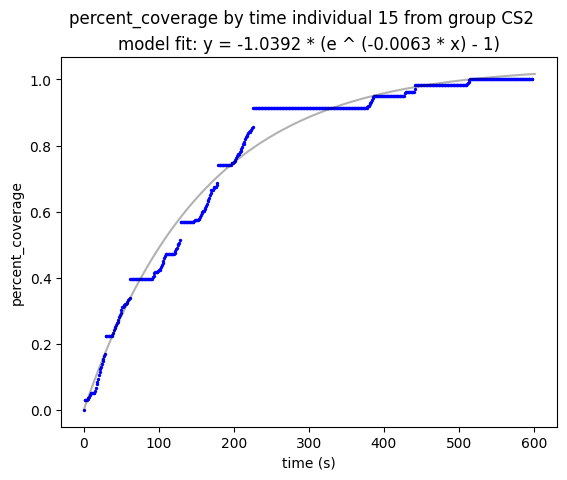 percent_coverage by time individual 15 from group CS2
model fit: y = -1.0392 * (e ^ (-0.0063 * x) - 1)
1.0
0.8
0.6
0.4
0.2
0.0
percent_coverage
0 100 200 300 400 500 600
time (s)